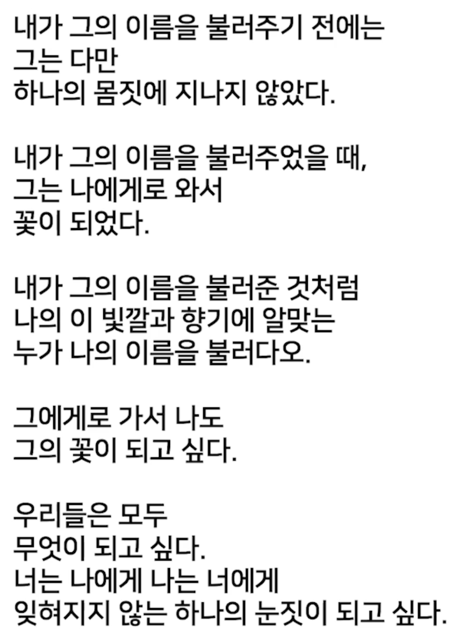 내가 그의 이름을 불러주기 전에는
그는 다만
하나의 몸짓에 지나지 않았다.
내가 그의 이름을 불러주었을 때,
그는 나에게로 와서
꽃이 되었다.
내가 그의 이름을 불러준 것처럼
나의 이 빛깔과 향기에 알맞는
누가 나의 이름을 불러다오.
그에게로 가서 나도
그의 꽃이 되고 싶다.
우리들은 모두
무엇이 되고 싶다.
너는 나에게 나는 너에게
잊혀지지 않는 하나의 눈짓이 되고 싶다.